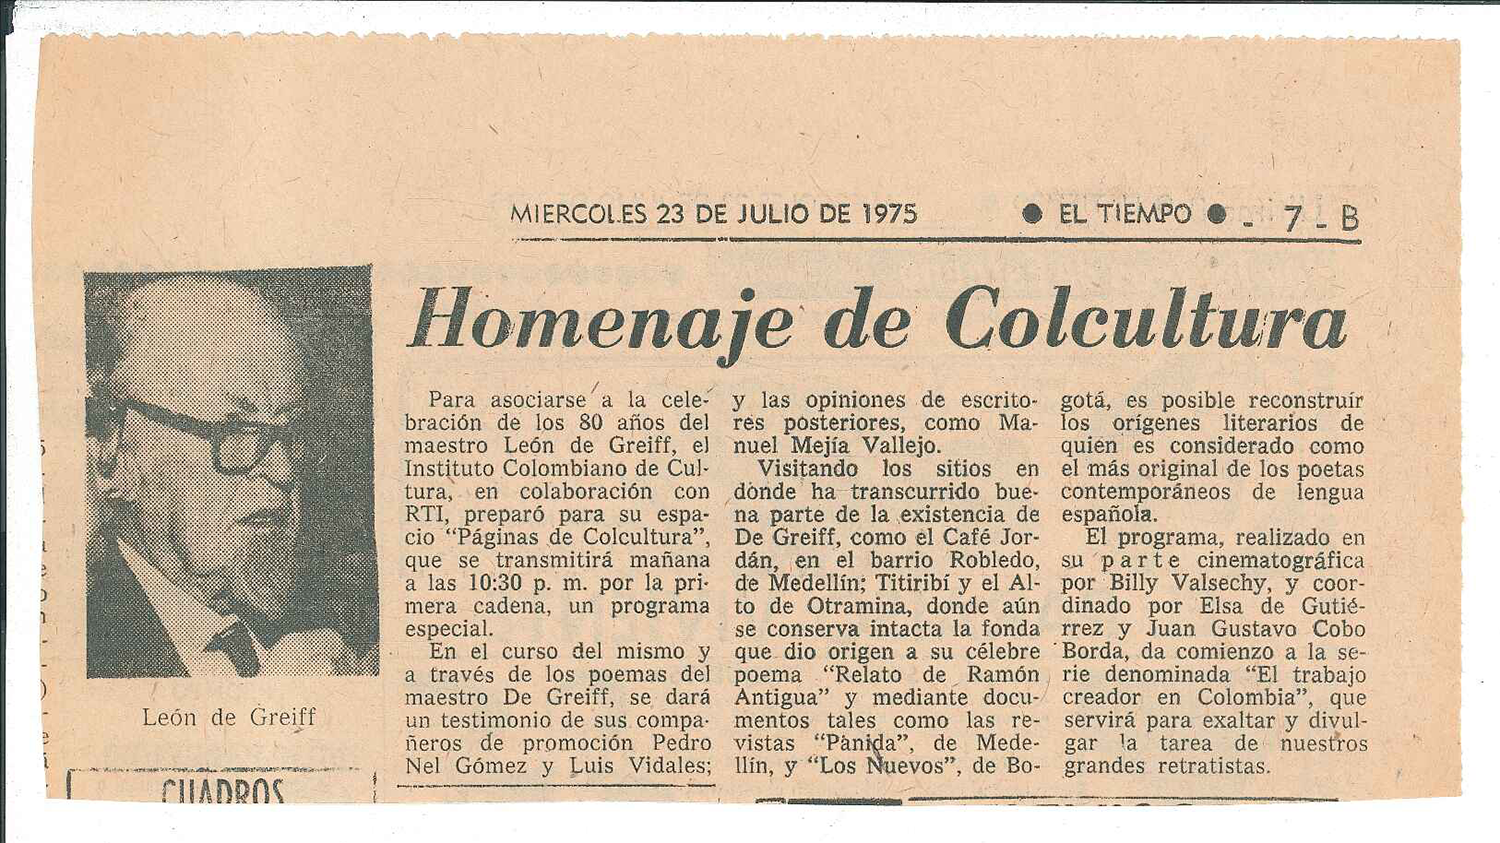 MIERCOLES 23 DE JULIO DE 1975 ● EL TIEMPO ● - 7 - B
Homenaje de Colcultura
León de Greiff
Para asociarse a la cele-
bración de los 80 años del
maestro León de Greiff, el
Instituto Colombiano de Cul-
tura, en colaboración con
RTI, preparó para su espa-
cio “Páginas de Colcultura”,
que se transmitirá mañana
a las 10:30 p. m. por la pri-
mera cadena, un programa
especial.
En el curso del mismo y
a través de los poemas del
maestro De Greiff, se dará
un testimonio de sus compa-
ñeros de promoción Pedro
Nel Gómez y Luis Vidales;
y las opiniones de escrito-
res posteriores, como Ma-
nuel Mejía Vallejo.
Visitando los sitios en
donde ha transcurrido bue-
na parte de la existencia de
De Greiff, como el Café Jor-
dán, en el barrio Robledo,
de Medellín; Titiribí y el Al-
to de Otramina, donde aún
se conserva intacta la fonda
que dio origen a su célebre
poema “Relato de Ramón
Antigua” y mediante docu-
mentos tales como las re-
vistas “Pànida”, de Mede-
llín, y “Los Nuevos”, de Bo-
gotá, es posible reconstruir
los orígenes literarios de
quien es considerado como
el más original de los poetas
contemporáneos de lengua
española.
El programa, realizado en
su parte cinematográfica
por Billy Valsechy, y coor-
dinado por Elsa de Gutié-
rrez y Juan Gustavo Cobo
Borda, da comienzo a la se-
rie denominada “El trabajo
creador en Colombia”, que
servirá para exaltar y divul-
gar la tarea de nuestros
grandes retratistas.
CUADROS